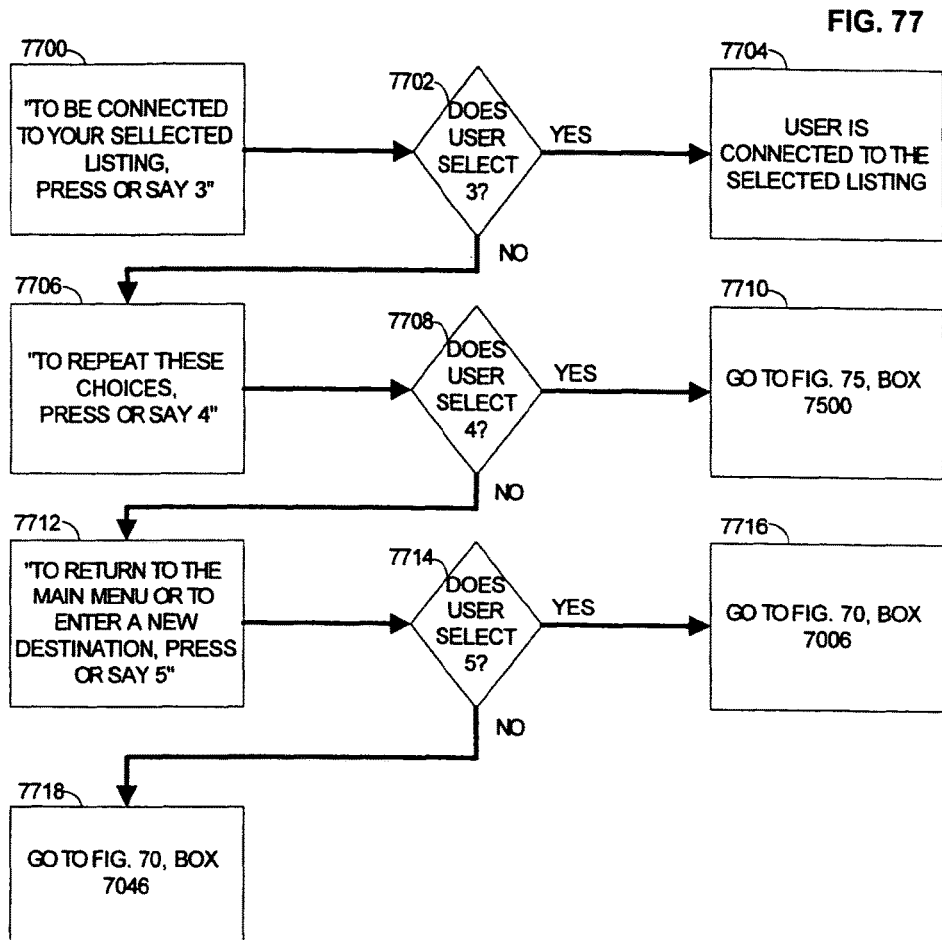 FIG. 77
7700
"TO BE CONNECTED
TO YOUR SELLECTED
LISTING,
PRESS OR SAY 3"
7702
DOES
USER
SELECT
3?
YES
NO
7704
USER IS
CONNECTED TO THE
SELECTED LISTING
7706
"TO REPEAT THESE
CHOICES,
PRESS OR SAY 4"
7708
DOES
USER
SELECT
4?
YES
NO
7710
GO TO FIG. 75, BOX
7500
7712
"TO RETURN TO THE
MAIN MENU OR TO
ENTER A NEW
DESTINATION, PRESS
OR SAY 5"
7714
DOES
USER
SELECT
5?
YES
NO
7716
GO TO FIG. 70, BOX
7006
7718
GO TO FIG. 70, BOX
7046